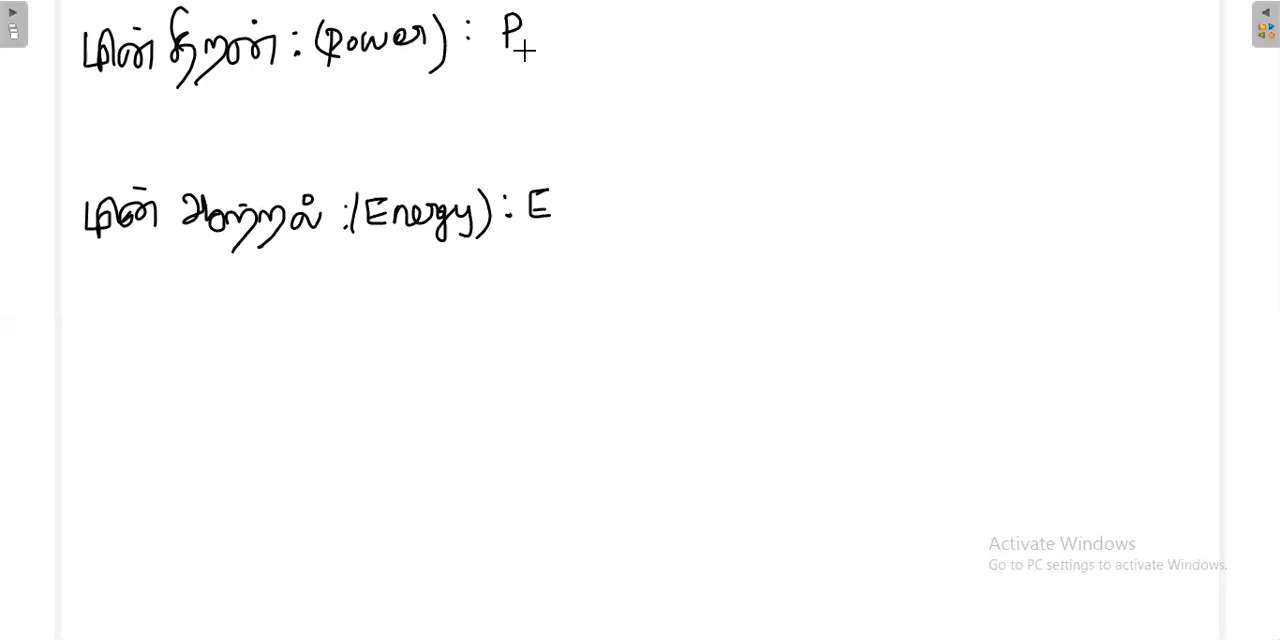 மின் திறன் : (Power) : P
மின் ஆற்றல் : (Energy) : E
Activate Windows
Go to PC settings to activate Windows.